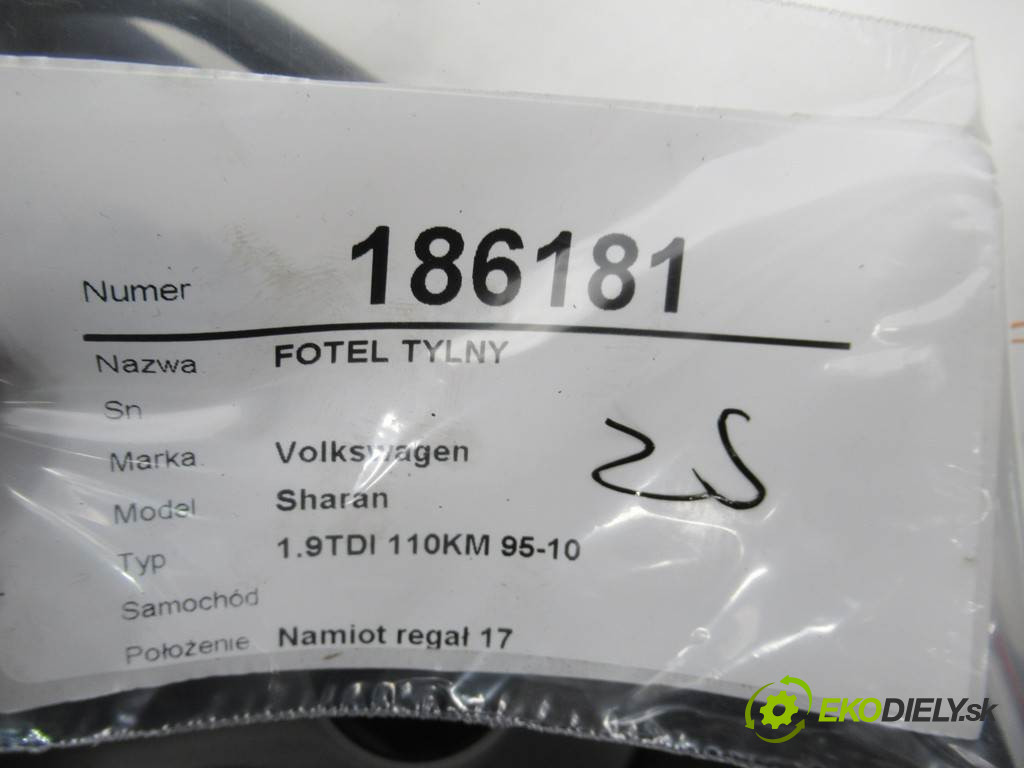 Numer 186181
Nazwa FOTEL TYLNY
Sn
Marka Volkswagen
Model Sharan
Typ 1.9TDI 110KM 95-10
Samochód
Położenie Namiot regał 17
EKODIELY.sk